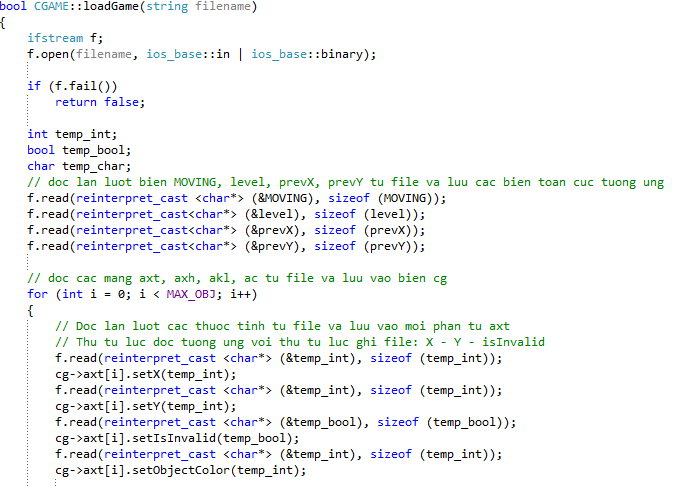 bool CGAME::loadGame(string filename)
{
    ifstream f;
    f.open(filename, ios_base::in | ios_base::binary);

    if (f.fail())
        return false;

    int temp_int;
    bool temp_bool;
    char temp_char;
    // doc lan luot bien MOVING, level, prevX, prevY tu file va luu cac bien toan cuc tuong ung
    f.read(reinterpret_cast <char*> (&MOVING), sizeof (MOVING));
    f.read(reinterpret_cast<char*> (&level), sizeof (level));
    f.read(reinterpret_cast<char*> (&prevX), sizeof (prevX));
    f.read(reinterpret_cast<char*> (&prevY), sizeof (prevY));

    // doc cac mang axt, axh, akl, ac tu file va luu vao bien cg
    for (int i = 0; i < MAX_OBJ; i++)
    {
        // Doc lan luot cac thuoc tinh tu file va luu vao moi phan tu axt
        // Thu tu luc doc tuong ung voi thu tu luc ghi file: X - Y - isInvalid
        f.read(reinterpret_cast <char*> (&temp_int), sizeof (temp_int));
        cg->axt[i].setX(temp_int);
        f.read(reinterpret_cast <char*> (&temp_int), sizeof (temp_int));
        cg->axt[i].setY(temp_int);
        f.read(reinterpret_cast <char*> (&temp_bool), sizeof (temp_bool));
        cg->axt[i].setIsInvalid(temp_bool);
        f.read(reinterpret_cast <char*> (&temp_int), sizeof (temp_int));
        cg->axt[i].setObjectColor(temp_int);